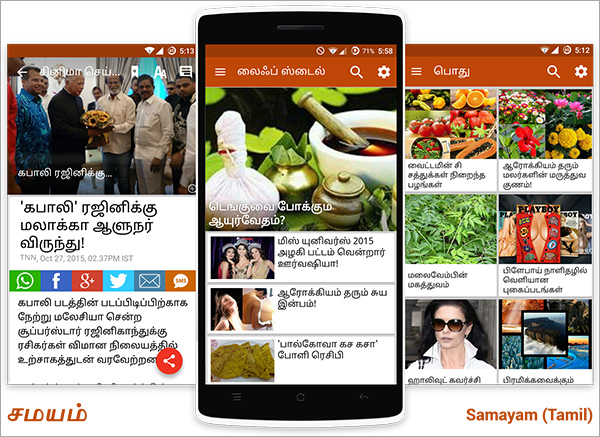 5:13
சினிமா செய்...
கபாலி ரஜினிக்கு...
'கபாலி' ரஜினிக்கு
மலாக்கா ஆளுநர்
விருந்து!
TNN, Oct 27, 2015, 02.37PM IST
SMS
கபாலி படத்தின் படப்பிடிப்பிற்காக
நேற்று மலேசியா சென்ற
சூப்பர்ஸ்டார் ரஜினிகாந்துக்கு
ரசிகர்கள் விமான நிலையத்தில்
உற்சாகத்துடன் வரவேற்றனர்
71% 5:58
லைஃப் ஸ்டைல்
டெங்குவை போக்கும்
ஆயுர்வேதம்?
மிஸ் யுனிவர்ஸ் 2015
அழகி பட்டம் வென்றார்
ஊர்வஷியா!
ஆரோக்கியம் தரும் சுய
இன்பம்!
'பால்கோவா கச கசா'
போளி ரெசிபி
5:12
பொது
வைட்டமின் சி
சத்துக்கள் நிறைந்த
பழங்கள்
ஆரோக்கியம் தரும்
மலர்களின் மருத்துவ
குணம்!
மலைவேம்பின்
மகத்துவம்
PLAYBOY
பிளேபாய் நாளிதழில்
வெளியான
புகைப்படங்கள்
ஹாலிவுட் கவர்ச்சி
பிரமிக்கவைக்கும்
சமயம்
Samayam (Tamil)